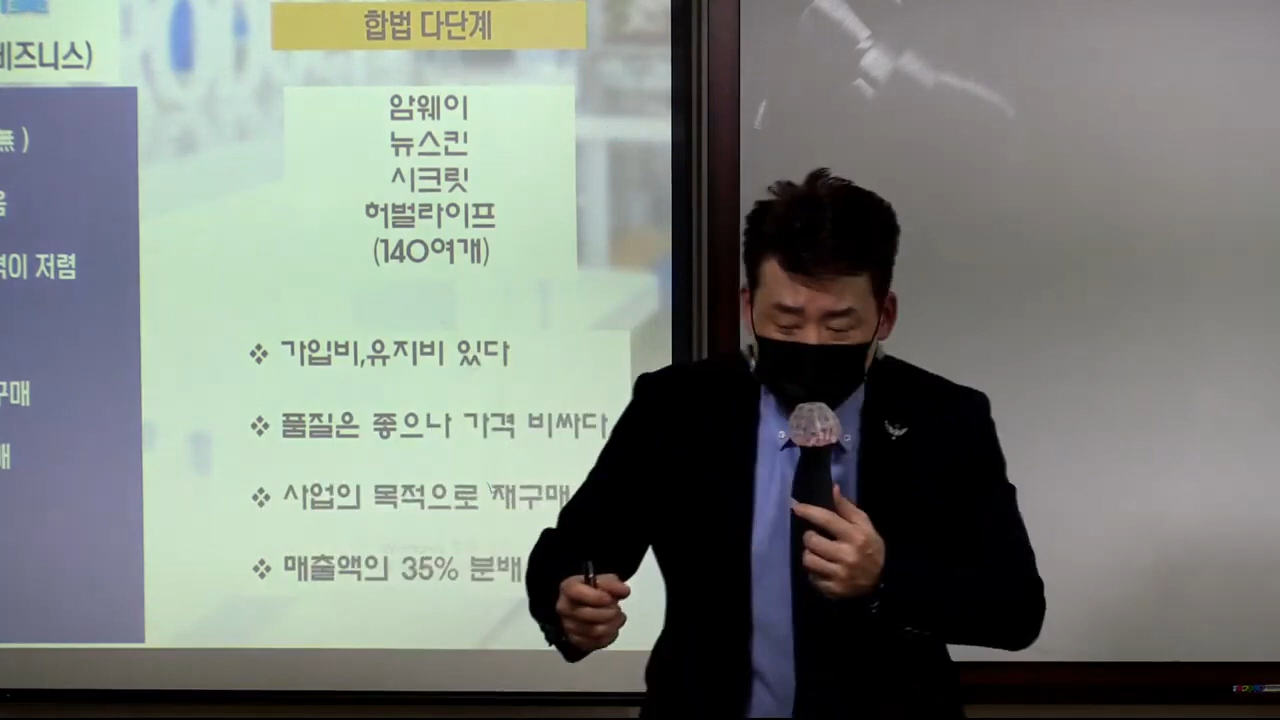 합법 다단계
비즈니스)
암웨이
뉴스킨
시크릿
허벌라이프
(140여개)
無)
음
격이 저렴
구매
배
❖ 가입비,유지비 있다
❖ 품질은 좋으나 가격 비싸다
❖ 사업의 목적으로 재구매
❖ 매출액의 35% 분배